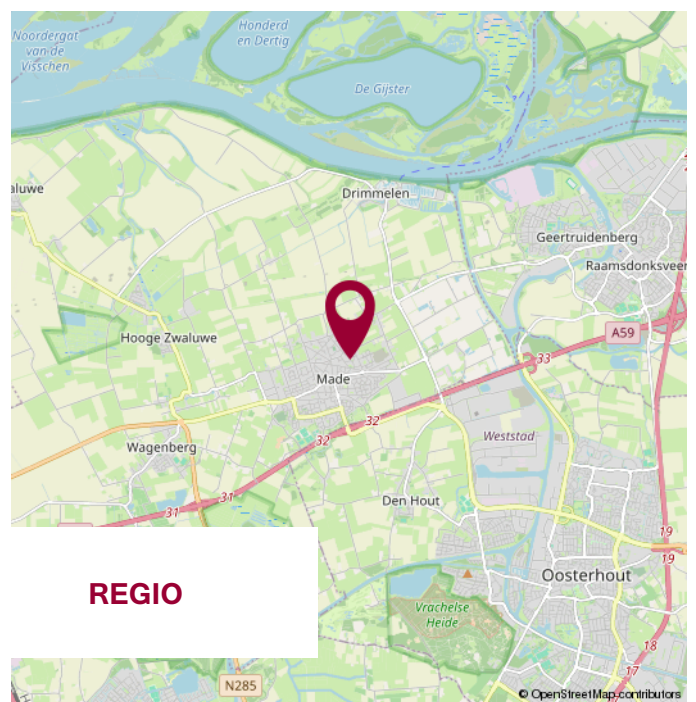 Honderd
en Dertig
Noordergat
van de
Visschen
De Gijster
aluwe
Drimmelen
Geertruidenberg
Raamsdonksveer
A59
Hooge Zwaluwe
33
Made
32
32
Weststad
Wagenberg
31
31
Den Hout
19
19
Oosterhout
REGIO
Vrachelse
Heide
18
17
N285
© OpenStreetMap contributors